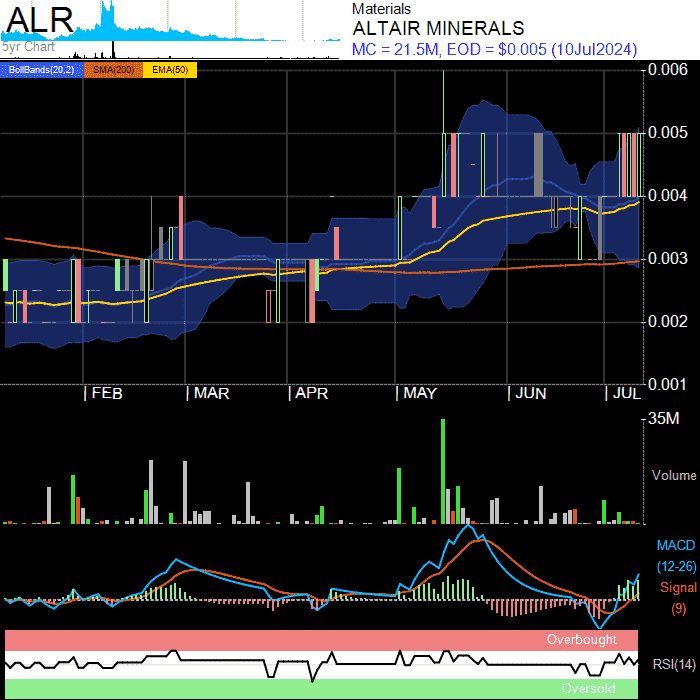 ALR
5yr Chart
Materials
ALTAIR MINERALS
MC = 21.5M, EOD = $0.005 (10Jul2024)
BollBands(20,2) SMA(200) EMA(50)
0.006
0.005
0.004
0.003
0.002
0.001
FEB MAR APR MAY JUN JUL
35M
Volume
MACD
(12-26)
Signal
(9)
Overbought
RSI(14)
Oversold